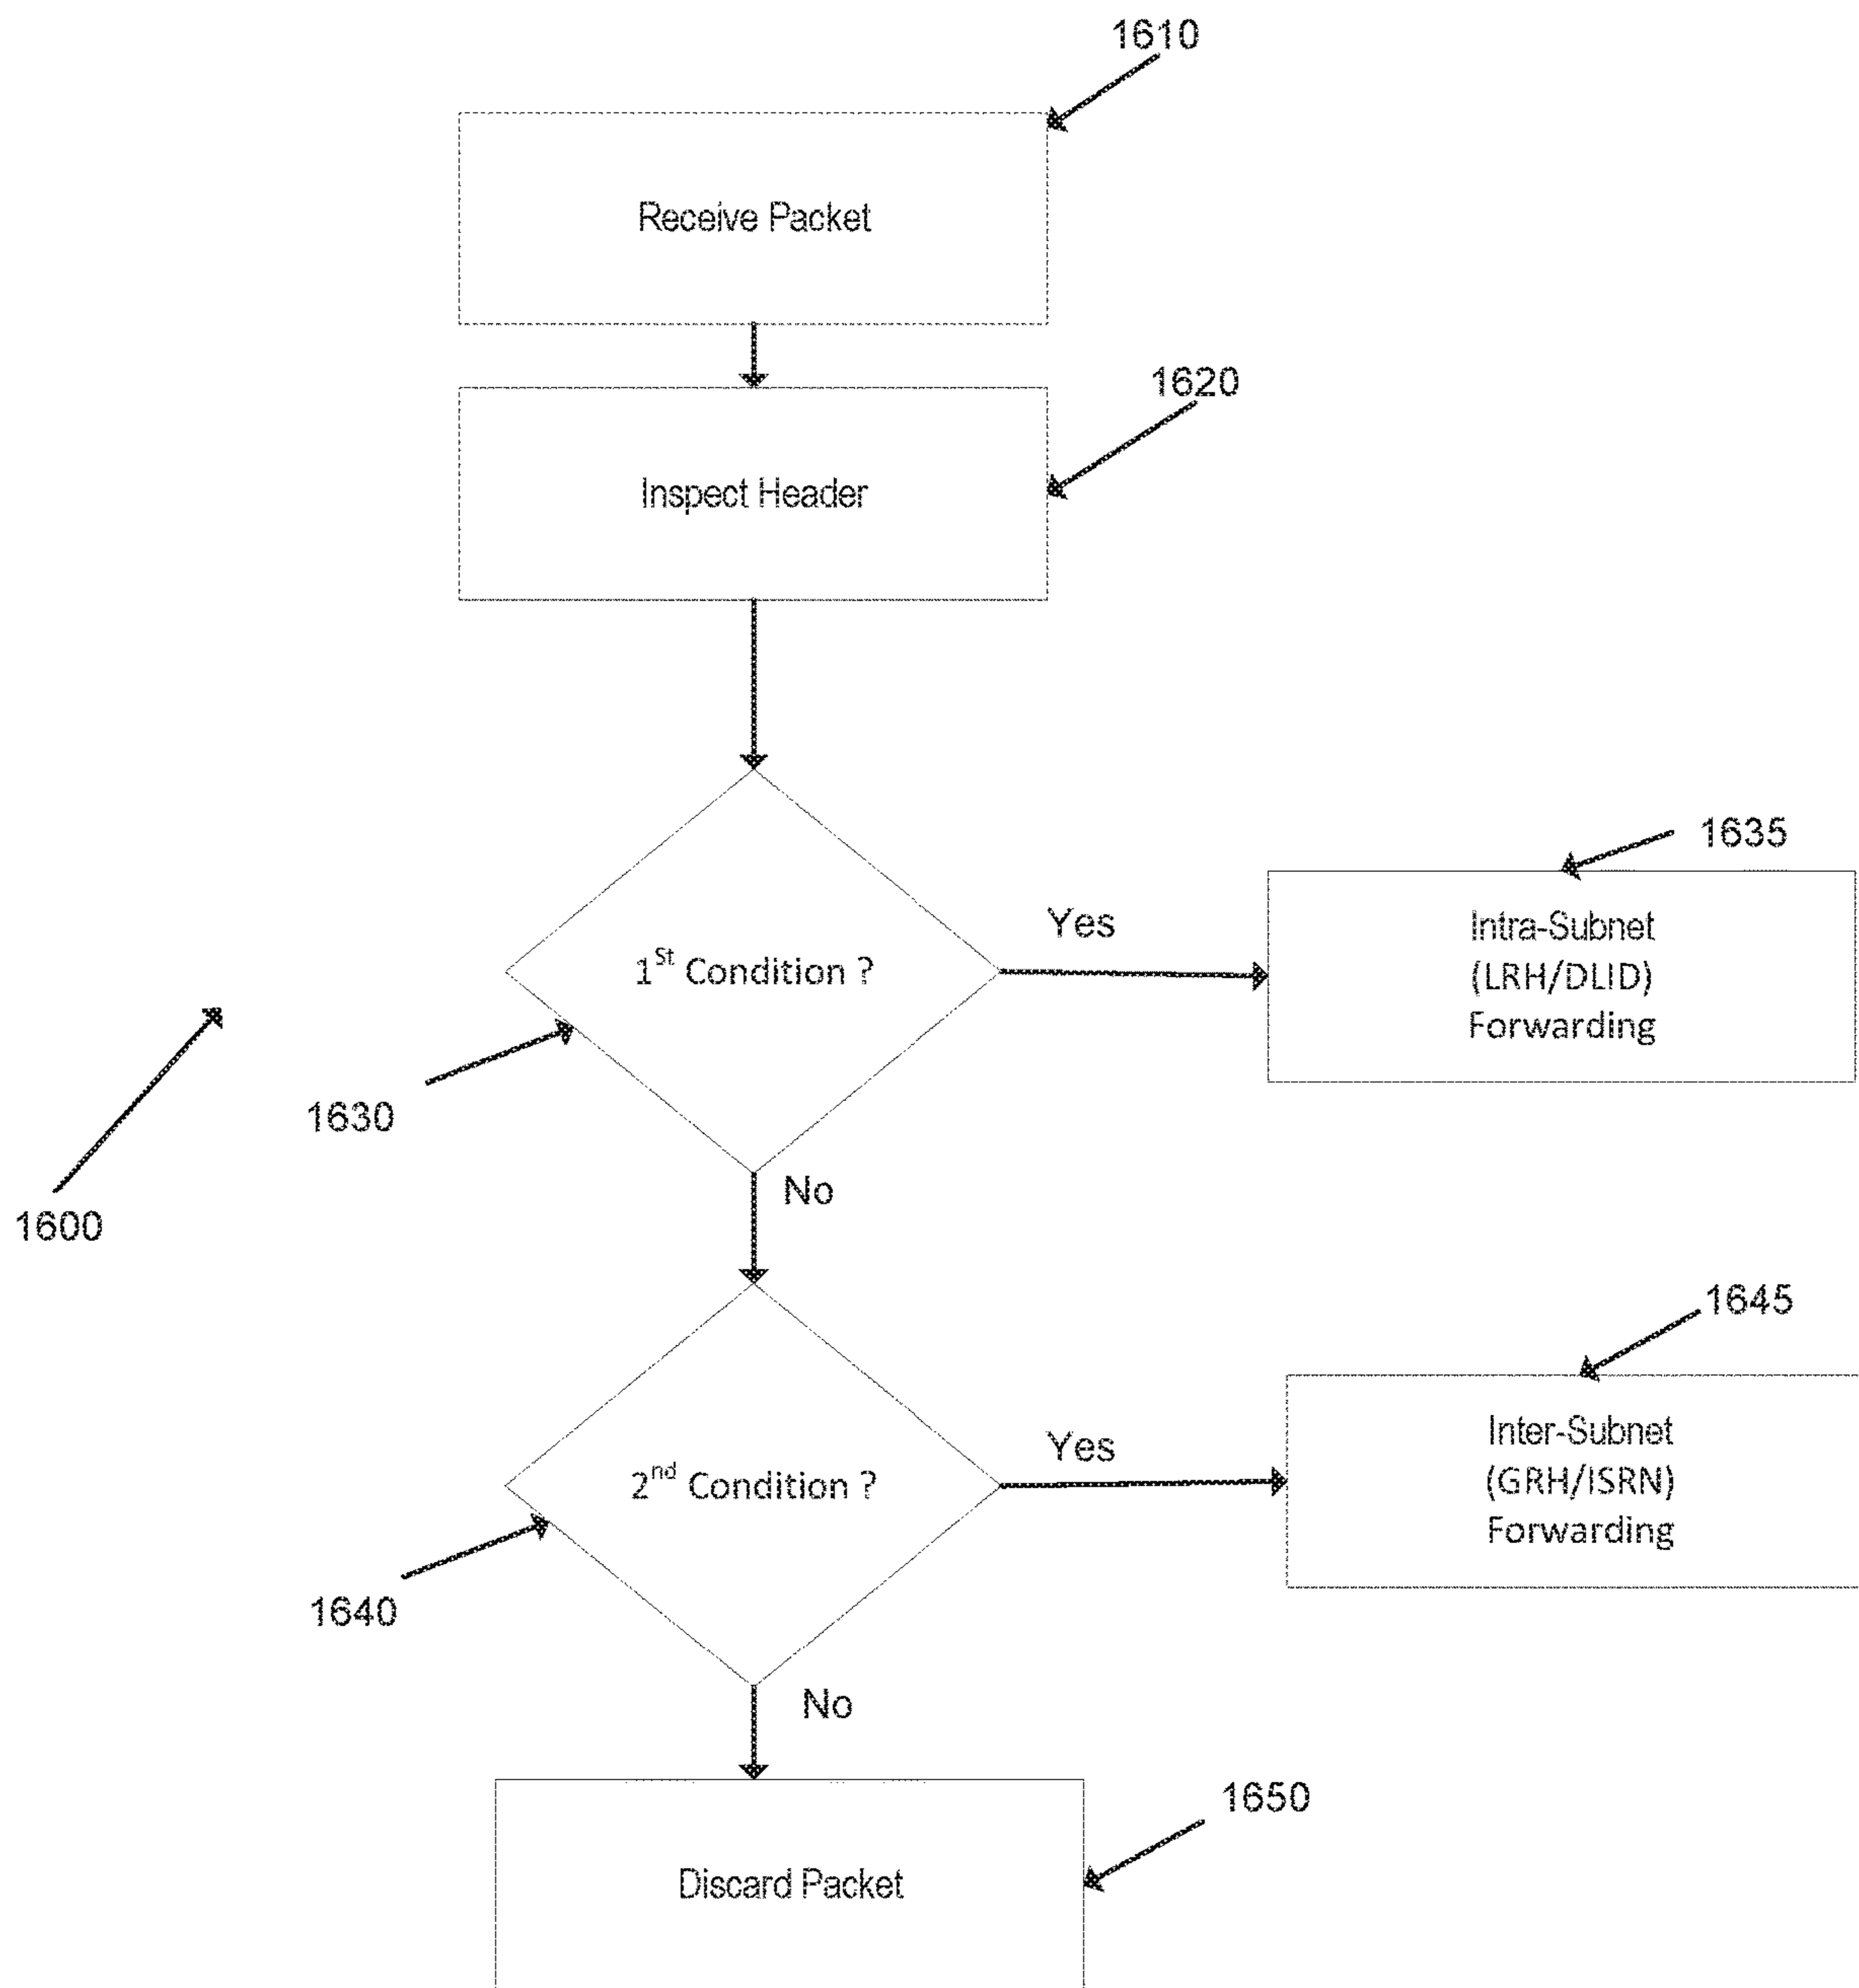 1610
Receive Packet
1620
Inspect Header
1635
1St Condition ?
Yes
Intra-Subnet
(LRH/DLID)
Forwarding
1630
No
1600
1645
2nd Condition ?
Yes
Inter-Subnet
(GRH/ISRN)
Forwarding
1640
No
1650
Discard Packet